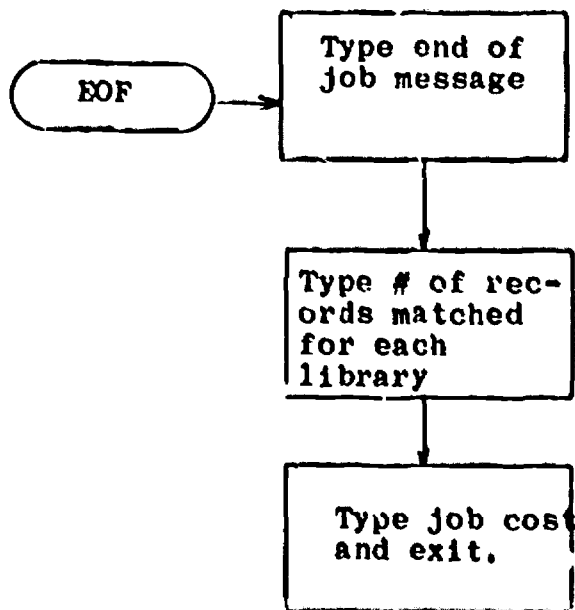 EOF
Type end of
job message
Type # of rec-
ords matched
for each
library
Type job cost
and exit.